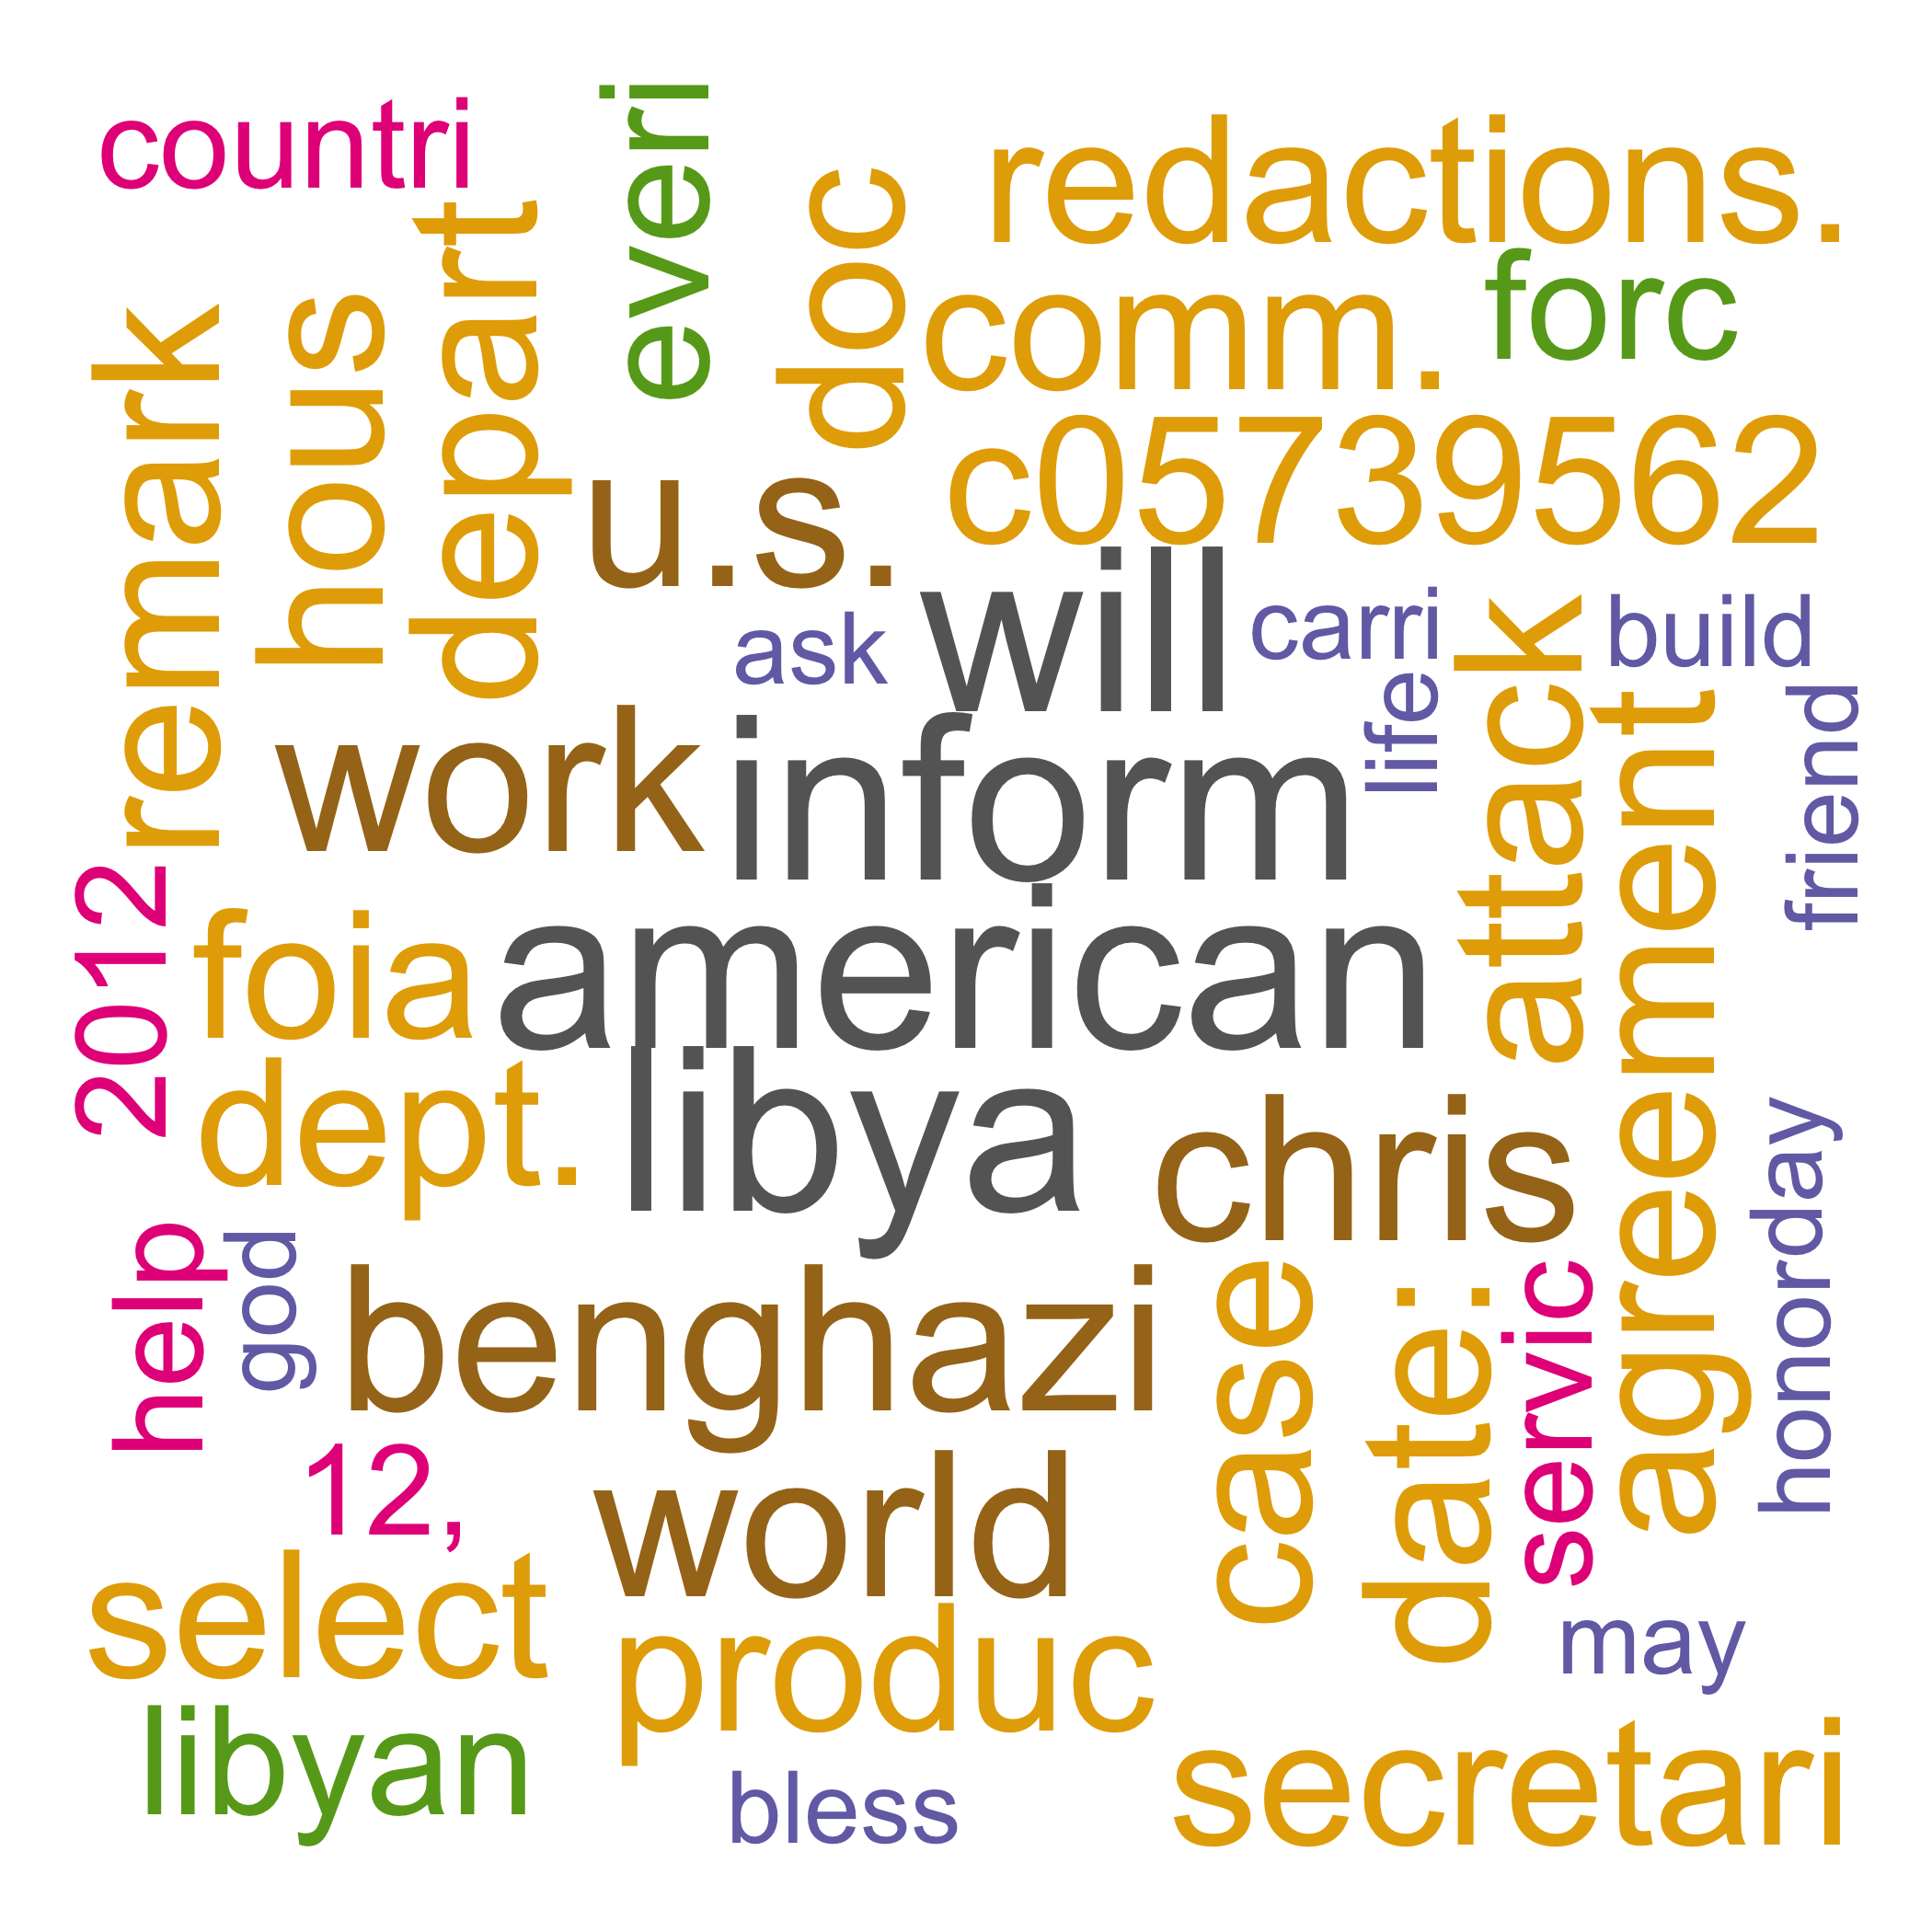 countri
everi
redactions.
doc
forc
comm.
remark
hous
depart
c05739562
u.s.
will
ask
carri
build
life
attack
friend
work
inform
agreement
2012
foia
american
dept.
libya
chris
honorday
help
god
benghazi
case
date:
servic
12,
world
select
produc
may
libyan
bless
secretari